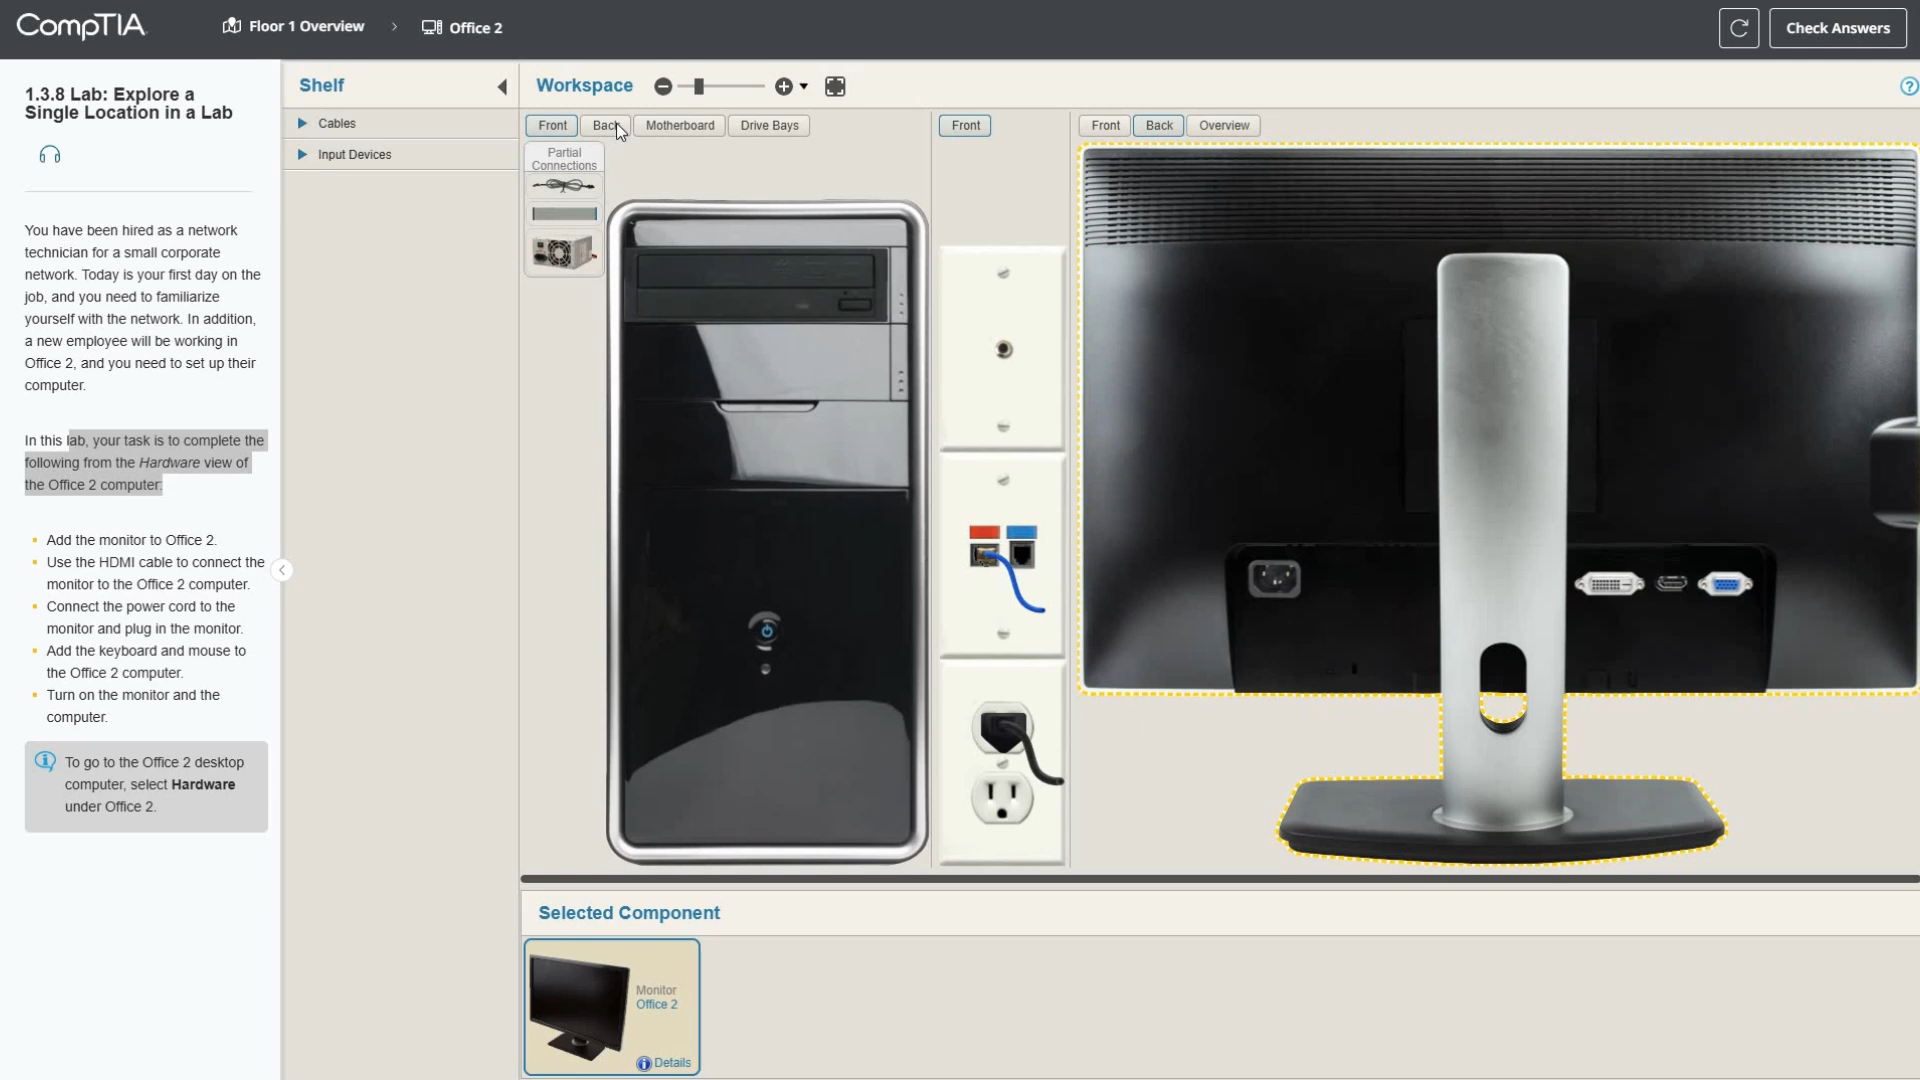 CompTIA.
Floor 1 Overview > Office 2
Check Answers
1.3.8 Lab: Explore a
Single Location in a Lab
You have been hired as a network
technician for a small corporate
network. Today is your first day on the
job, and you need to familiarize
yourself with the network. In addition,
a new employee will be working in
Office 2, and you need to set up their
computer.
In this lab, your task is to complete the
following from the Hardware view of
the Office 2 computer:
Add the monitor to Office 2.
Use the HDMI cable to connect the
monitor to the Office 2 computer.
Connect the power cord to the
monitor and plug in the monitor.
Add the keyboard and mouse to
the Office 2 computer.
Turn on the monitor and the
computer.
To go to the Office 2 desktop
computer, select Hardware
under Office 2.
Shelf
Cables
Input Devices
Workspace
Front Back Motherboard Drive Bays
Partial
Connections
Front
Front Back Overview
Selected Component
Monitor
Office 2
Details